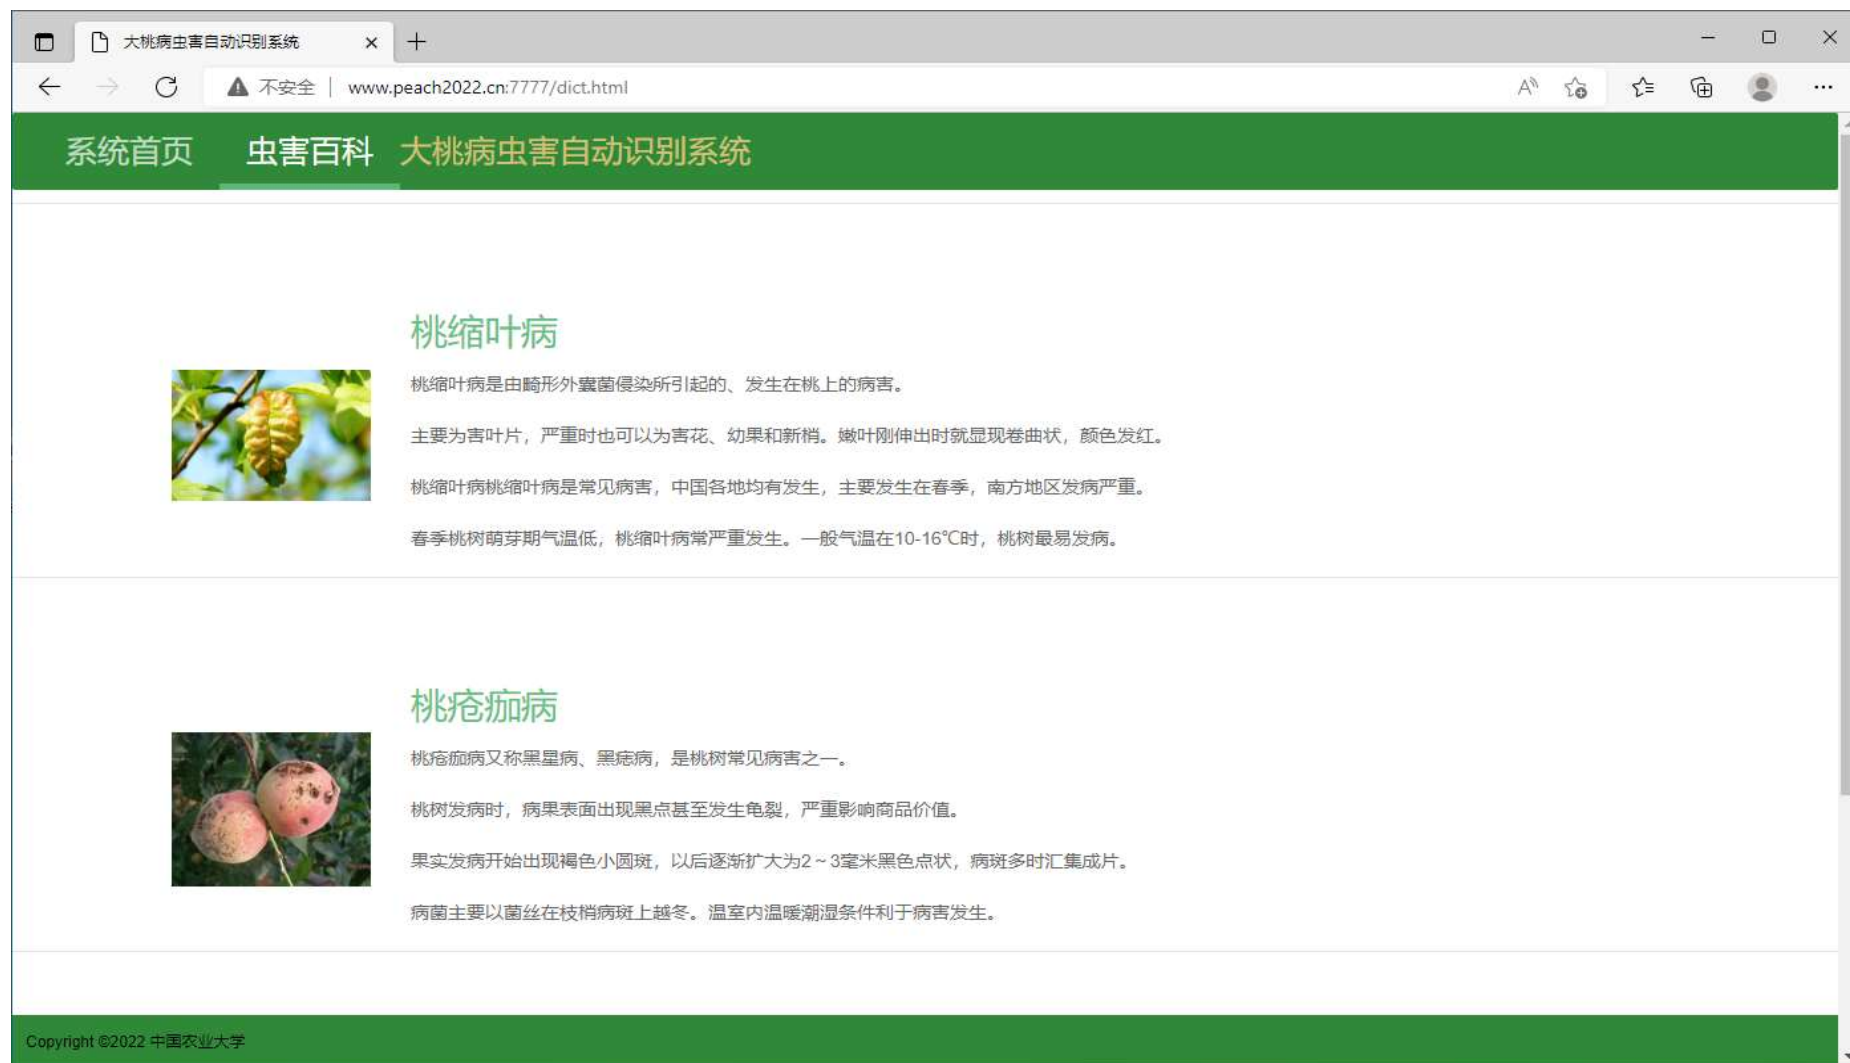 大桃病虫害自动识别系统
不安全 | www.peach2022.cn:7777/dict.html
系统首页 虫害百科 大桃病虫害自动识别系统
桃缩叶病
桃缩叶病是由畸形外囊菌侵染所引起的、发生在桃上的病害。
主要为害叶片，严重时也可以为害花、幼果和新梢。嫩叶刚伸出时就显现卷曲状，颜色发红。
桃缩叶病桃缩叶病是常见病害，中国各地均有发生，主要发生在春季，南方地区发病严重。
春季桃树萌芽期气温低，桃缩叶病常严重发生。一般气温在10-16℃时，桃树最易发病。
桃疮痂病
桃疮痂病又称黑星病、黑痣病，是桃树常见病害之一。
桃树发病时，病果表面出现黑点甚至发生龟裂，严重影响商品价值。
果实发病开始出现褐色小圆斑，以后逐渐扩大为2～3毫米黑色点状，病斑多时汇集成片。
病菌主要以菌丝在枝梢病斑上越冬。温室内温暖潮湿条件利于病害发生。
Copyright ©2022 中国农业大学